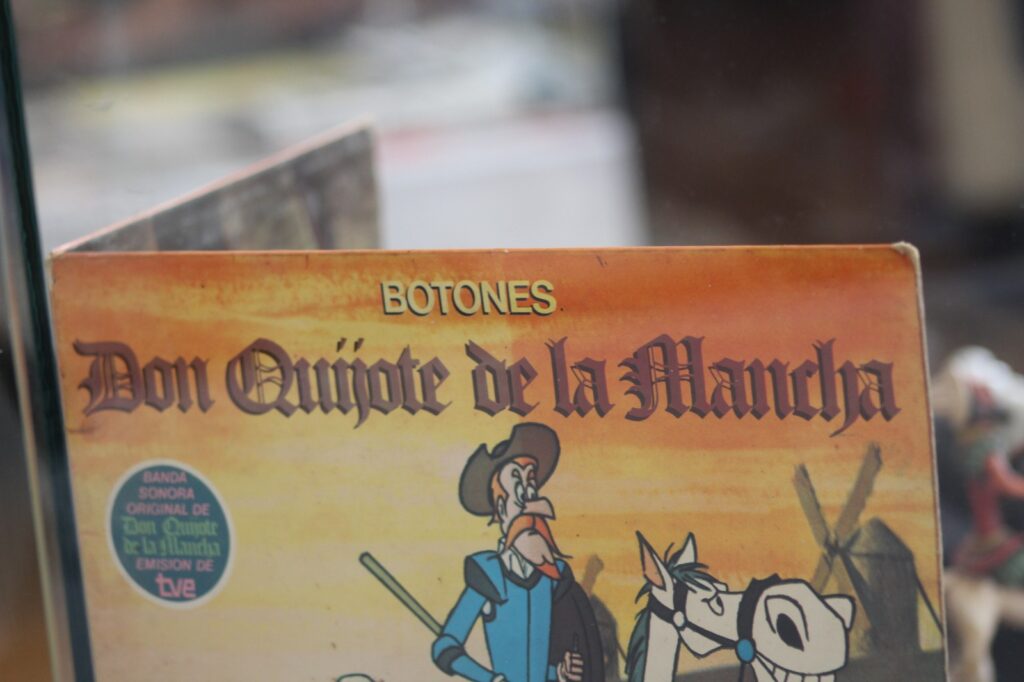 BOTONES
Don Quijote de la Mancha
BANDA
SONORA
ORIGINAL DE
Don Quijote
de la Mancha
EMISION DE
tve